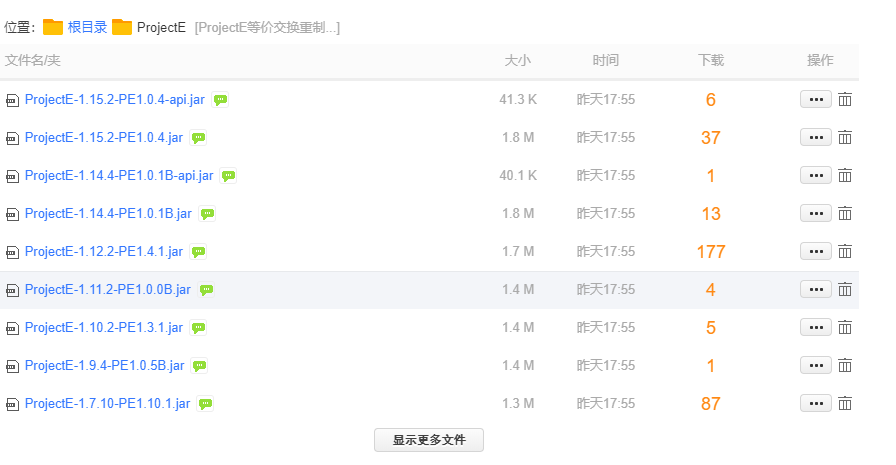 位置： 根目录 ProjectE [ProjectE等价交换重制...]
文件名/夹 大小 时间 下载 操作
ProjectE-1.15.2-PE1.0.4-api.jar 41.3 K 昨天17:55 6
ProjectE-1.15.2-PE1.0.4.jar 1.8 M 昨天17:55 37
ProjectE-1.14.4-PE1.0.1B-api.jar 40.1 K 昨天17:55 1
ProjectE-1.14.4-PE1.0.1B.jar 1.8 M 昨天17:55 13
ProjectE-1.12.2-PE1.4.1.jar 1.7 M 昨天17:55 177
ProjectE-1.11.2-PE1.0.0B.jar 1.4 M 昨天17:55 4
ProjectE-1.10.2-PE1.3.1.jar 1.4 M 昨天17:55 5
ProjectE-1.9.4-PE1.0.5B.jar 1.4 M 昨天17:55 1
ProjectE-1.7.10-PE1.10.1.jar 1.3 M 昨天17:55 87
显示更多文件